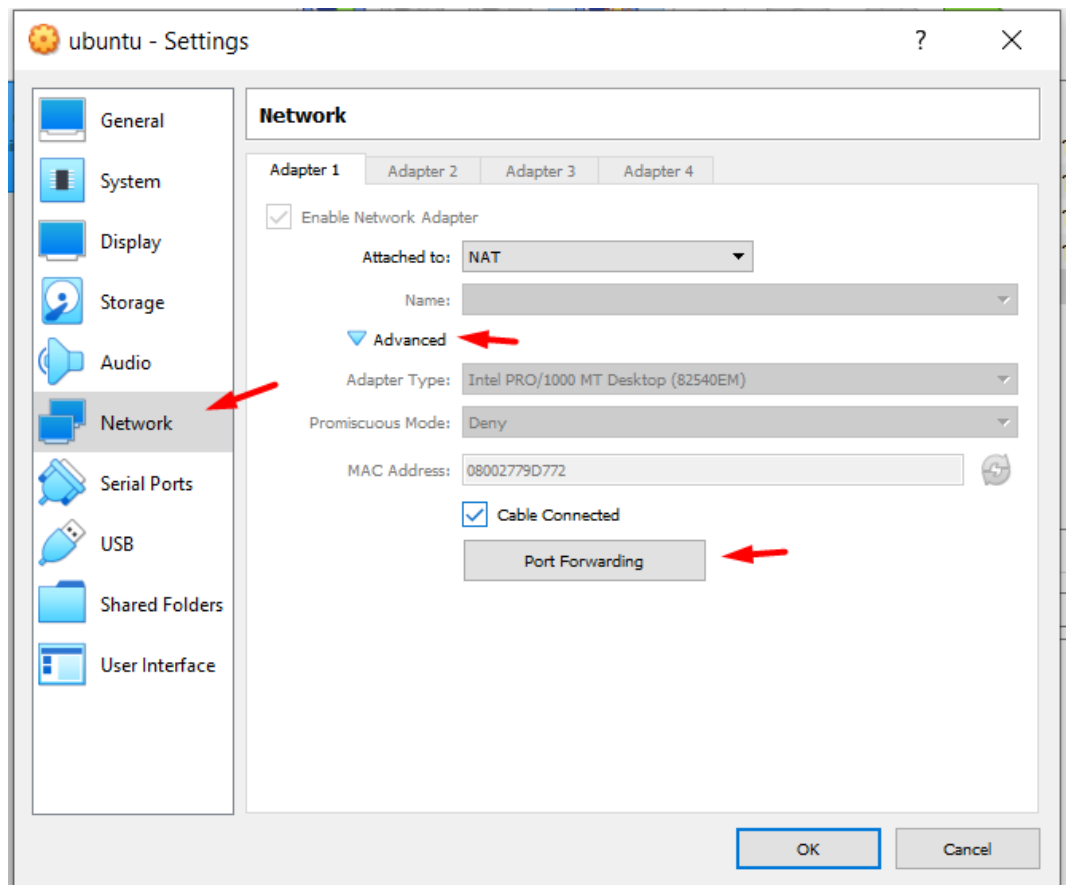 ubuntu - Settings
?
General
System
Display
Storage
Audio
Network
Serial Ports
USB
Shared Folders
User Interface
Network
Adapter 1
Adapter 2
Adapter 3
Adapter 4
Enable Network Adapter
Attached to: NAT
Name:
Advanced
Adapter Type: Intel PRO/1000 MT Desktop (82540EM)
Promiscuous Mode: Deny
MAC Address: 08002779D772
Cable Connected
Port Forwarding
OK
Cancel